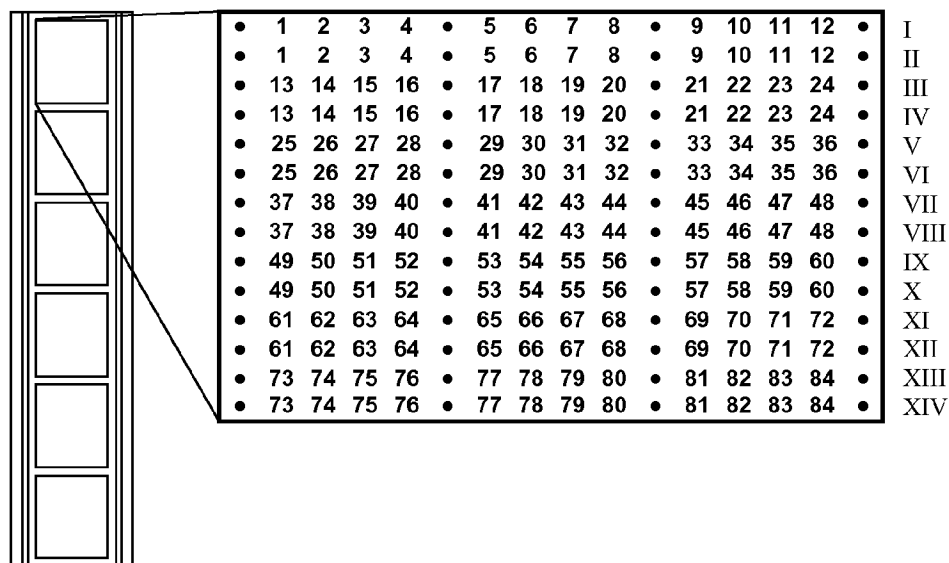 • 1 2 3 4 • 5 6 7 8 • 9 10 11 12 • I
• 1 2 3 4 • 5 6 7 8 • 9 10 11 12 • II
• 13 14 15 16 • 17 18 19 20 • 21 22 23 24 • III
• 13 14 15 16 • 17 18 19 20 • 21 22 23 24 • IV
• 25 26 27 28 • 29 30 31 32 • 33 34 35 36 • V
• 25 26 27 28 • 29 30 31 32 • 33 34 35 36 • VI
• 37 38 39 40 • 41 42 43 44 • 45 46 47 48 • VII
• 37 38 39 40 • 41 42 43 44 • 45 46 47 48 • VIII
• 49 50 51 52 • 53 54 55 56 • 57 58 59 60 • IX
• 49 50 51 52 • 53 54 55 56 • 57 58 59 60 • X
• 61 62 63 64 • 65 66 67 68 • 69 70 71 72 • XI
• 61 62 63 64 • 65 66 67 68 • 69 70 71 72 • XII
• 73 74 75 76 • 77 78 79 80 • 81 82 83 84 • XIII
• 73 74 75 76 • 77 78 79 80 • 81 82 83 84 • XIV